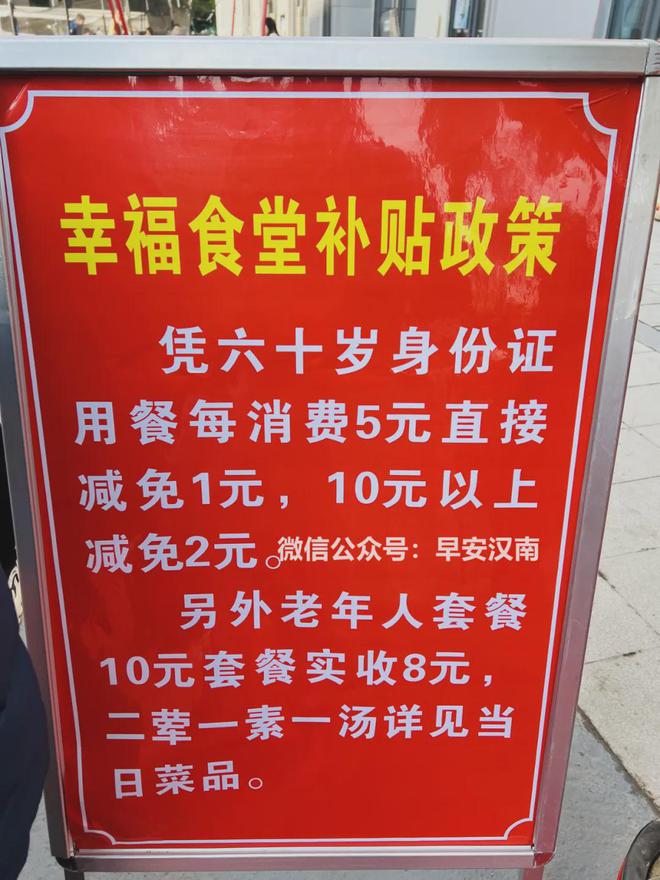 幸福食堂补贴政策
凭六十岁身份证
用餐每消费5元直接
减免1元，10元以上
减免2元。微信公众号：早安汉南
另外老年人套餐
10元套餐实收8元，
二荤一素一汤详见当
日菜品。